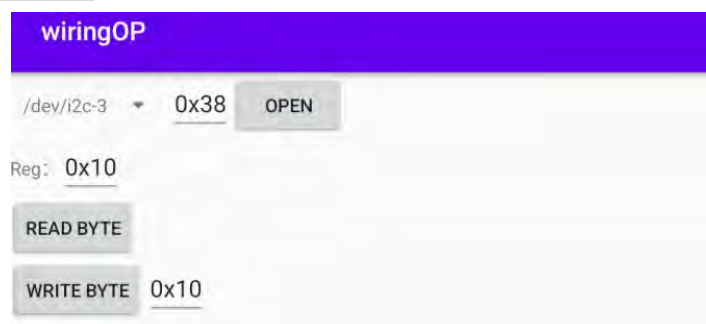 wiringOP
/dev/i2c-3 0x38 OPEN
Reg: 0x10
READ BYTE
WRITE BYTE 0x10